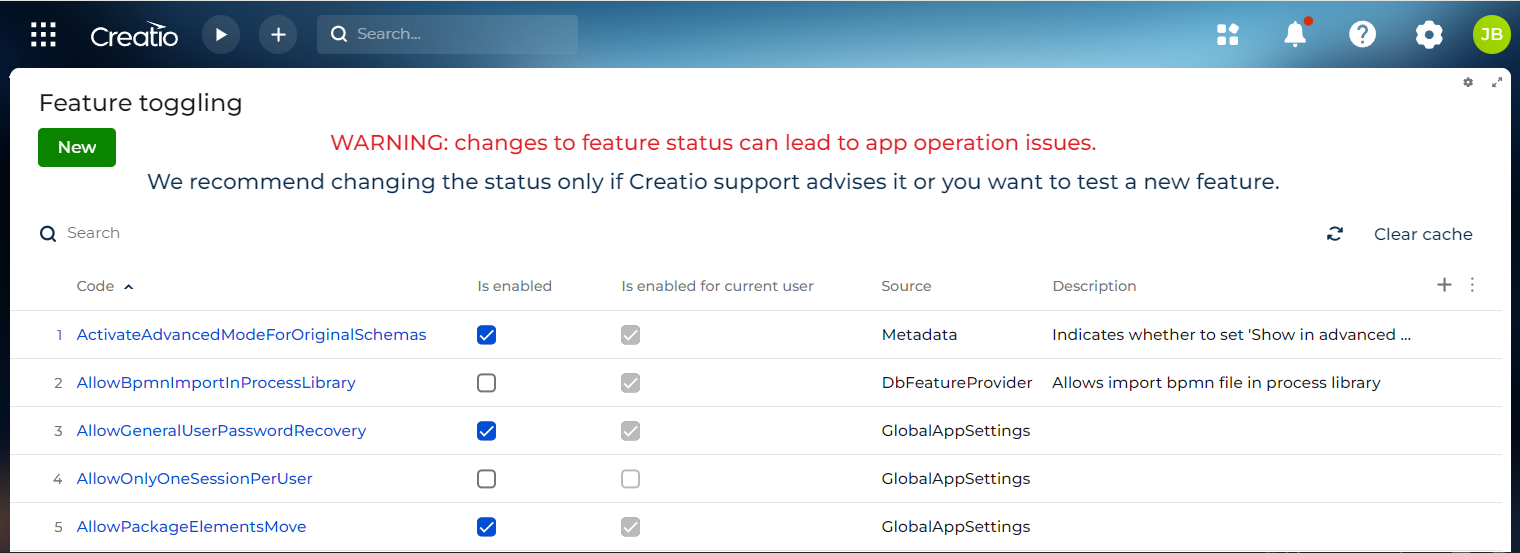 Creatio Search... JB
Feature toggling
New
WARNING: changes to feature status can lead to app operation issues.
We recommend changing the status only if Creatio support advises it or you want to test a new feature.
Search Clear cache
Code Is enabled Is enabled for current user Source Description
1 ActivateAdvancedModeForOriginalSchemas Metadata Indicates whether to set 'Show in advanced ...
2 AllowBpmnImportInProcessLibrary DbFeatureProvider Allows import bpmn file in process library
3 AllowGeneralUserPasswordRecovery GlobalAppSettings
4 AllowOnlyOneSessionPerUser GlobalAppSettings
5 AllowPackageElementsMove GlobalAppSettings